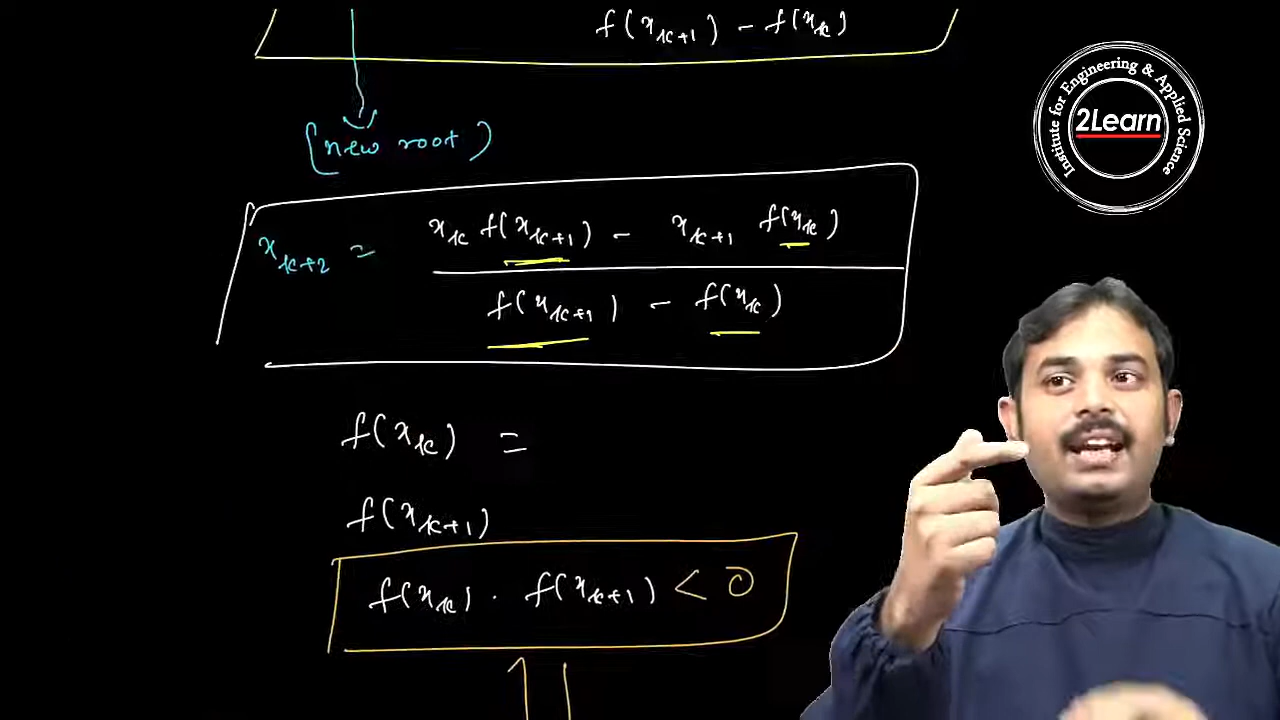 f(x_{k+1}) - f(x_k)
(new root)
x_{k+2} = \frac{x_k f(x_{k+1}) - x_{k+1} f(x_k)}{f(x_{k+1}) - f(x_k)}
f(x_k) =
f(x_{k+1})
f(x_k) · f(x_{k+1}) < 0
Institute for Engineering & Applied Science
2Learn